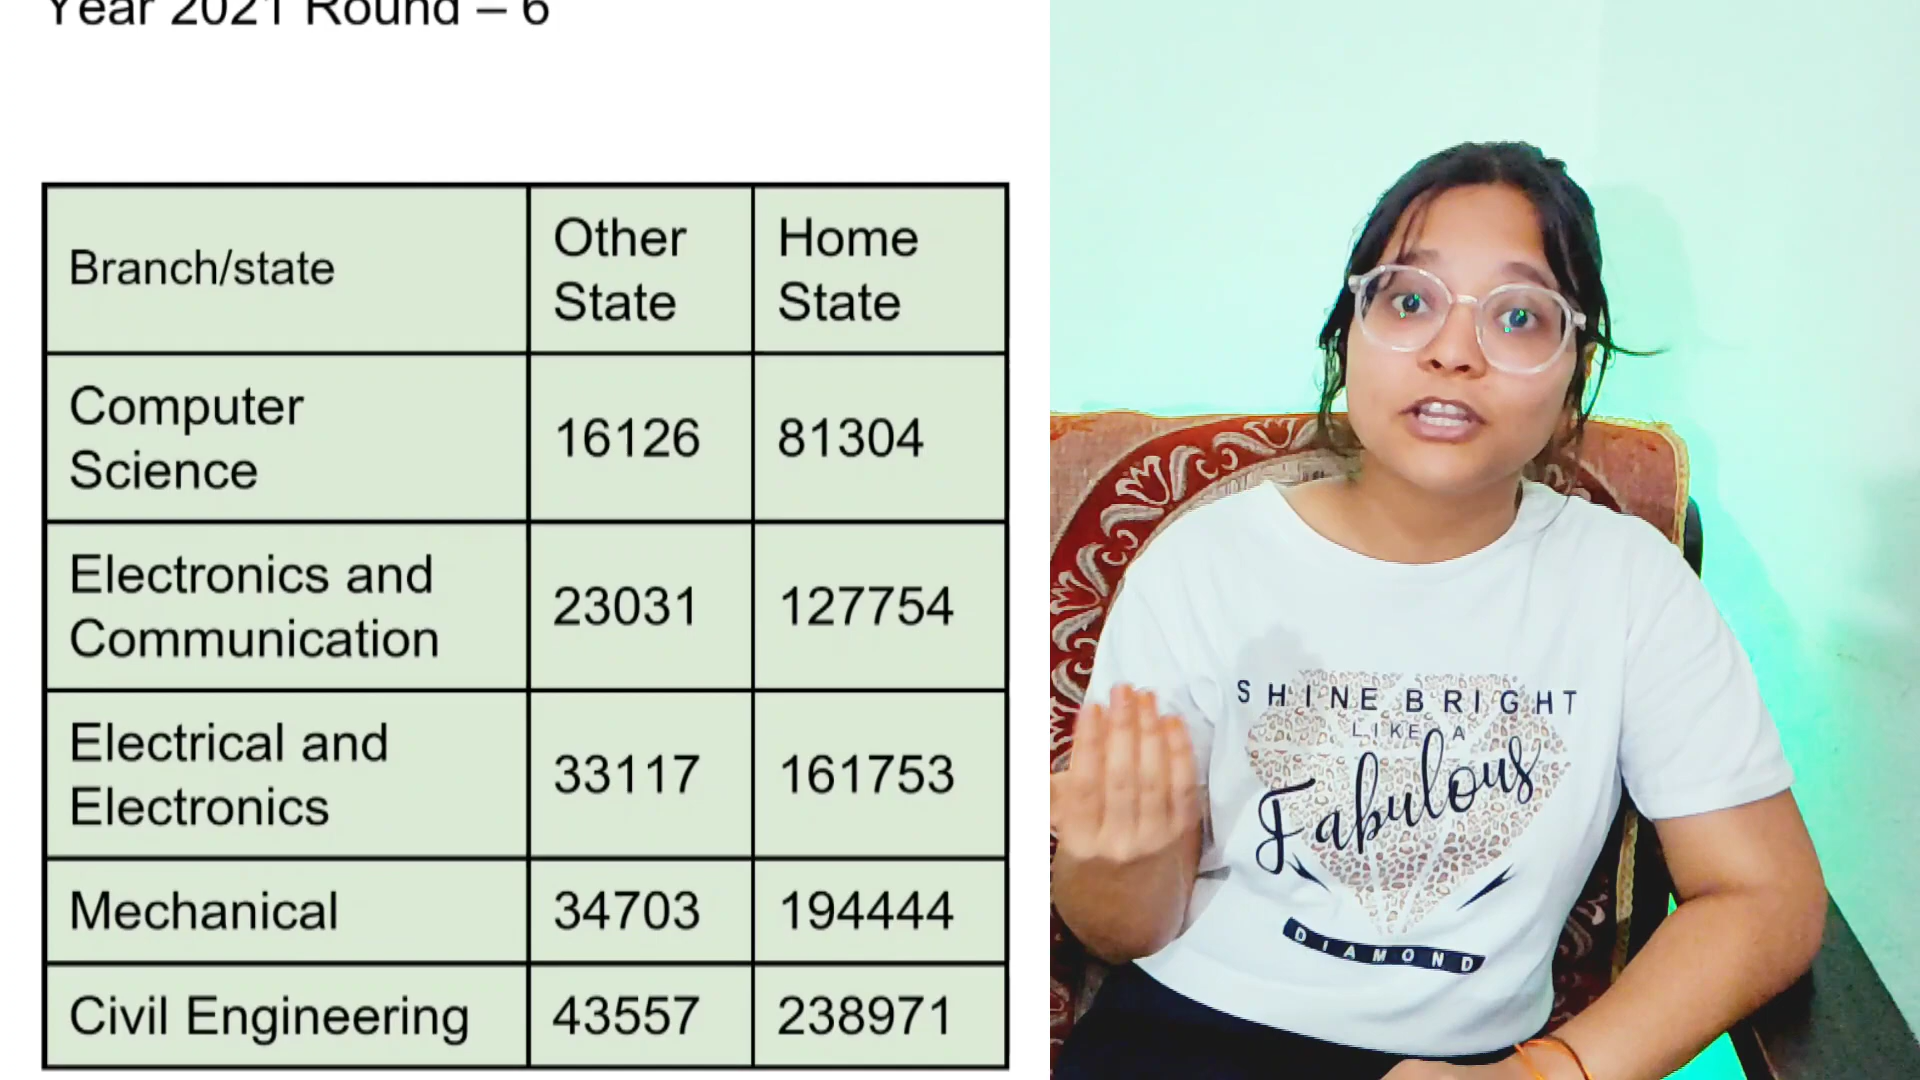 Year 2021 Round – 6
Branch/state
Other
State
Home
State
Computer
Science
16126
81304
Electronics and
Communication
23031
127754
Electrical and
Electronics
33117
161753
Mechanical
34703
194444
Civil Engineering
43557
238971
SHINE BRIGHT
LIKE A
Fabulous
DIAMOND